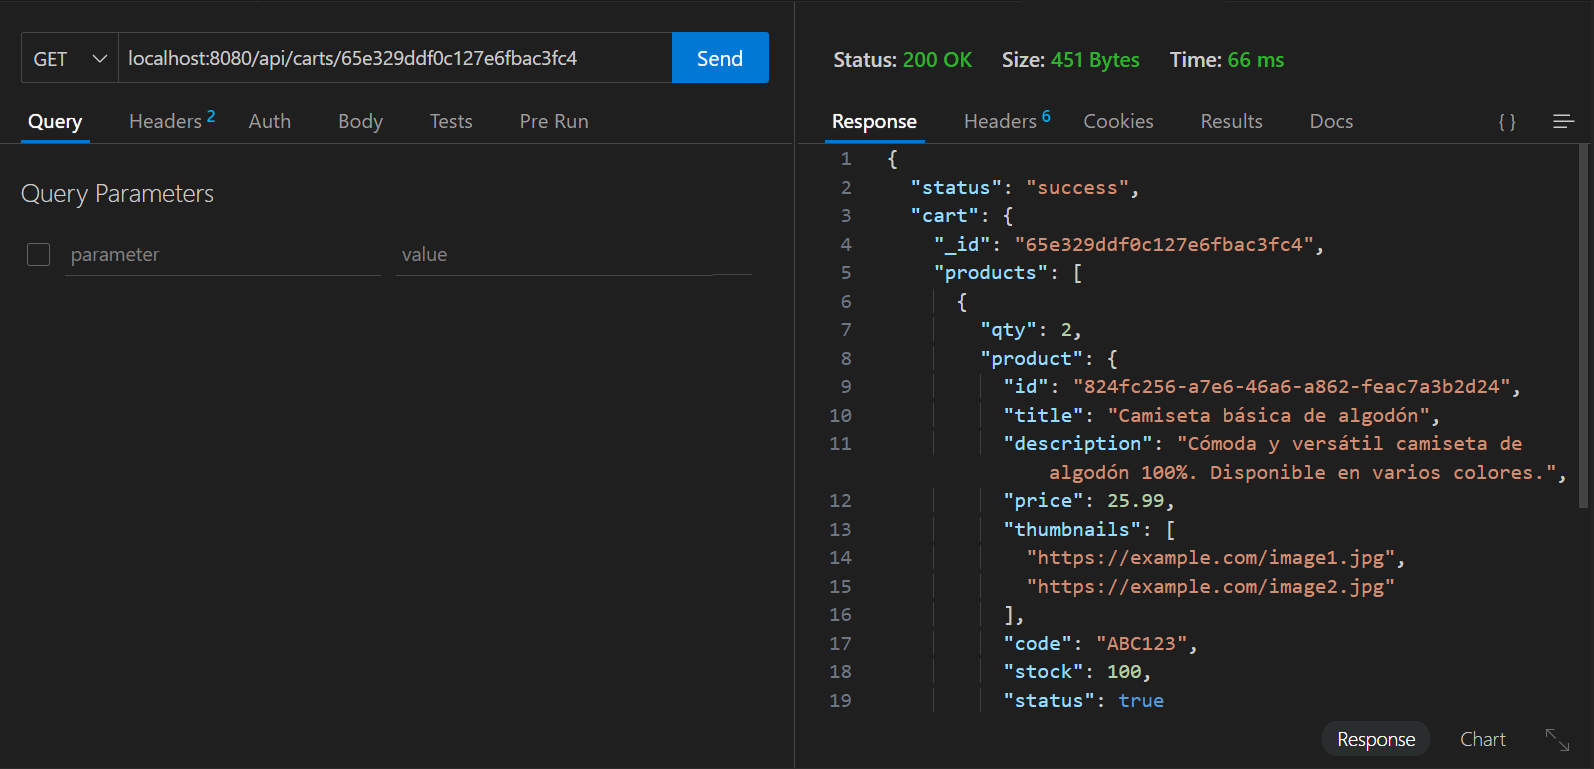 GET localhost:8080/api/carts/65e329ddf0c127e6fbac3fc4 Send
Query Headers 2 Auth Body Tests Pre Run
Query Parameters
parameter value
Status: 200 OK Size: 451 Bytes Time: 66 ms
Response Headers 6 Cookies Results Docs { }
1 {
2 "status": "success",
3 "cart": {
4 "_id": "65e329ddf0c127e6fbac3fc4",
5 "products": [
6 {
7 "qty": 2,
8 "product": {
9 "id": "824fc256-a7e6-46a6-a862-feac7a3b2d24",
10 "title": "Camiseta básica de algodón",
11 "description": "Cómoda y versátil camiseta de
algodón 100%. Disponible en varios colores.",
12 "price": 25.99,
13 "thumbnails": [
14 "https://example.com/image1.jpg",
15 "https://example.com/image2.jpg"
16 ],
17 "code": "ABC123",
18 "stock": 100,
19 "status": true
Response Chart